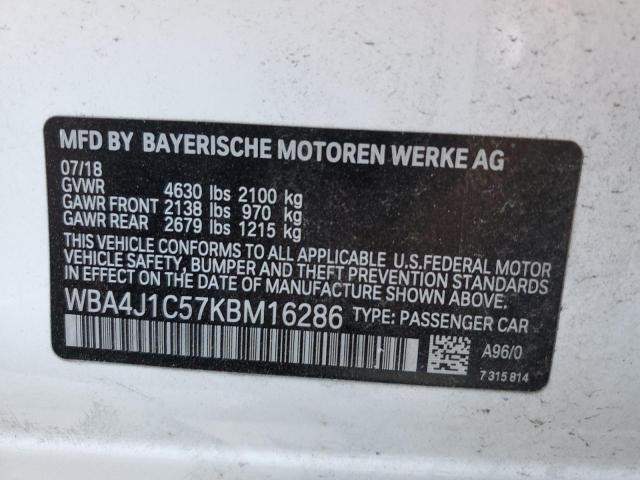 MFD BY BAYERISCHE MOTOREN WERKE AG
07/18
GVWR 4630 lbs 2100 kg
GAWR FRONT 2138 lbs 970 kg
GAWR REAR 2679 lbs 1215 kg
THIS VEHICLE CONFORMS TO ALL APPLICABLE U.S.FEDERAL MOTOR
VEHICLE SAFETY, BUMPER AND THEFT PREVENTION STANDARDS
IN EFFECT ON THE DATE OF MANUFACTURE SHOWN ABOVE.
WBA4J1C57KBM16286 TYPE: PASSENGER CAR
A96/0
7 315 814